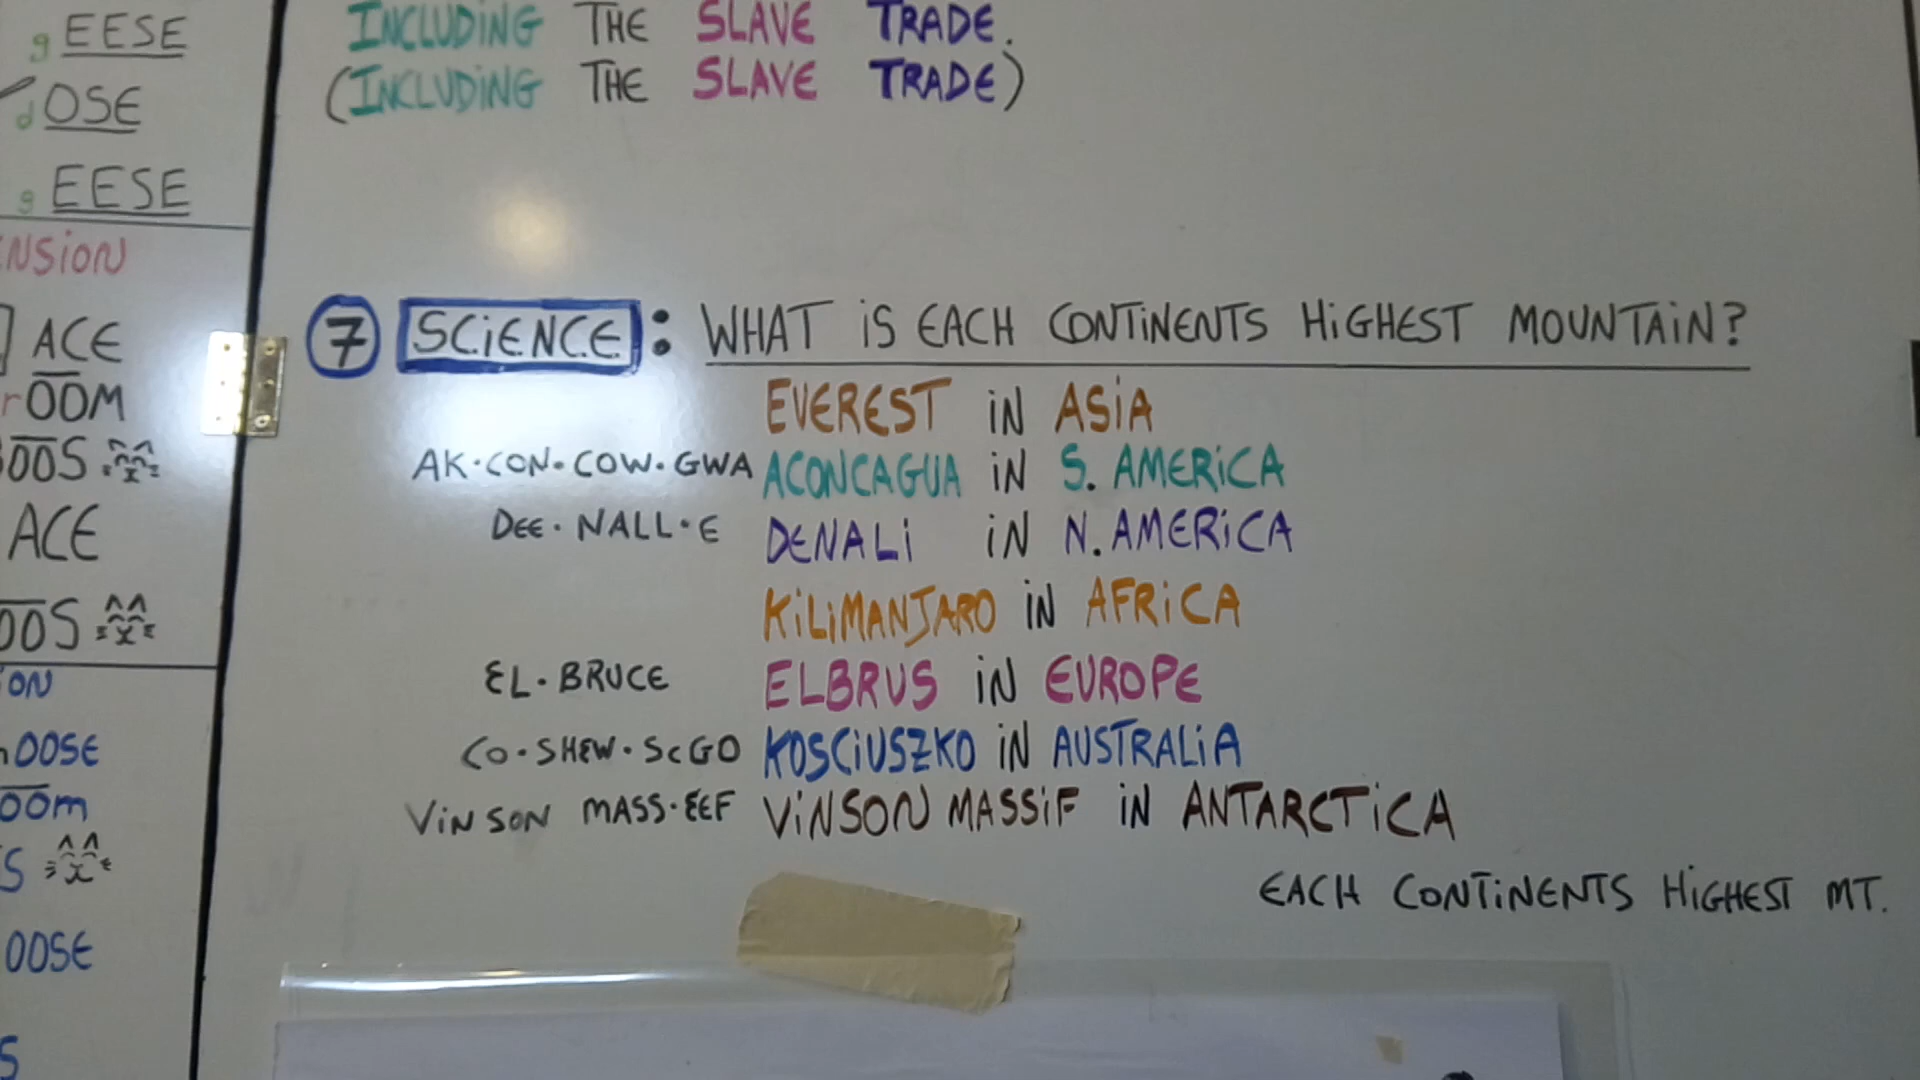 g EESE
d OSE
g EESE
ENSION
ACE
rOOM
OOS
ACE
OOS
ON
OOSE
OOm
S
OOSE
S
INCLUDING THE SLAVE TRADE.
(INCLUDING THE SLAVE TRADE)
7 SCIENCE: WHAT IS EACH CONTINENTS HIGHEST MOUNTAIN?
EVEREST IN ASIA
AK·CON·COW·GWA ACONCAGUA IN S. AMERICA
DEE·NALL·E DENALI IN N. AMERICA
KILIMANJARO IN AFRICA
EL·BRUCE ELBRUS IN EUROPE
CO·SHEW·ScGO KOSCIUSZKO IN AUSTRALIA
VINSON MASS·EEF VINSON MASSIF IN ANTARCTICA
EACH CONTINENTS HIGHEST MT.